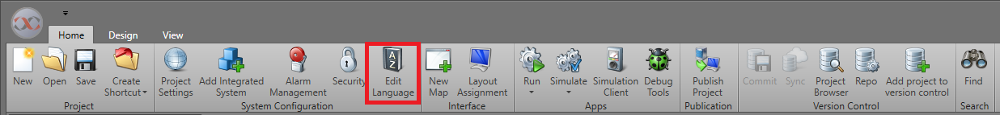 Home Design View
New Open Save Create Shortcut
Project Settings Add Integrated System Alarm Management Security A Z Edit Language
New Map Layout Assignment
Run Simulate Simulation Client Debug Tools
Publish Project
Commit Sync Project Browser Repo Add project to version control
Find
Project System Configuration Interface Apps Publication Version Control Search